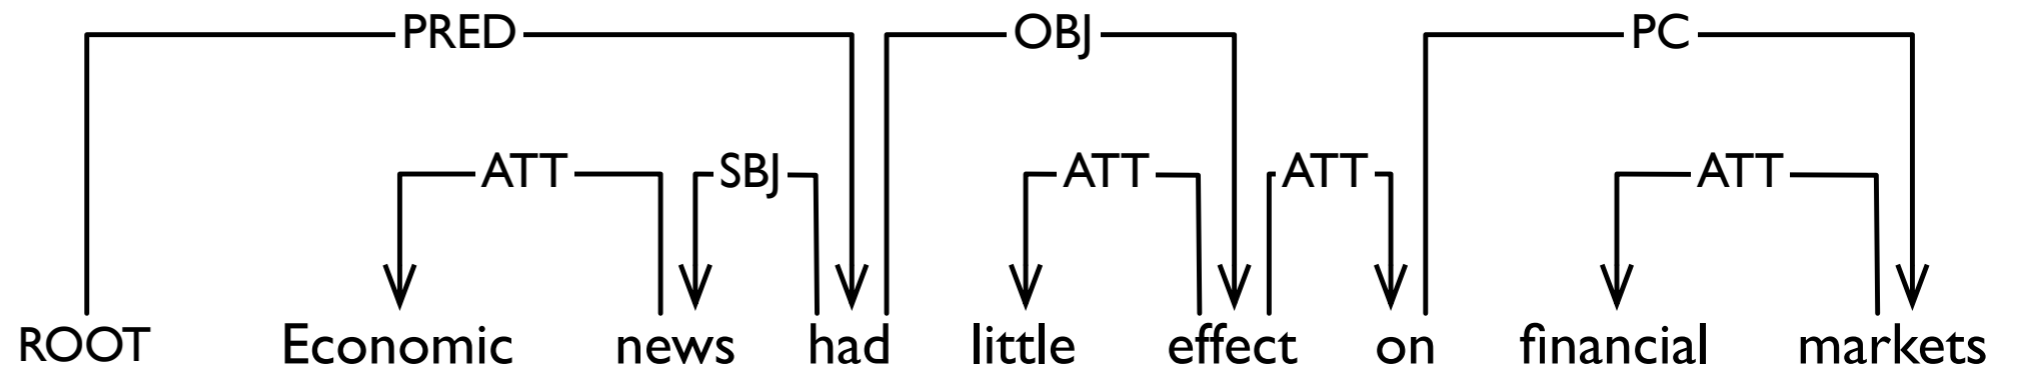 PRED OBJ PC
ATT SBJ ATT ATT ATT
ROOT Economic news had little effect on financial markets